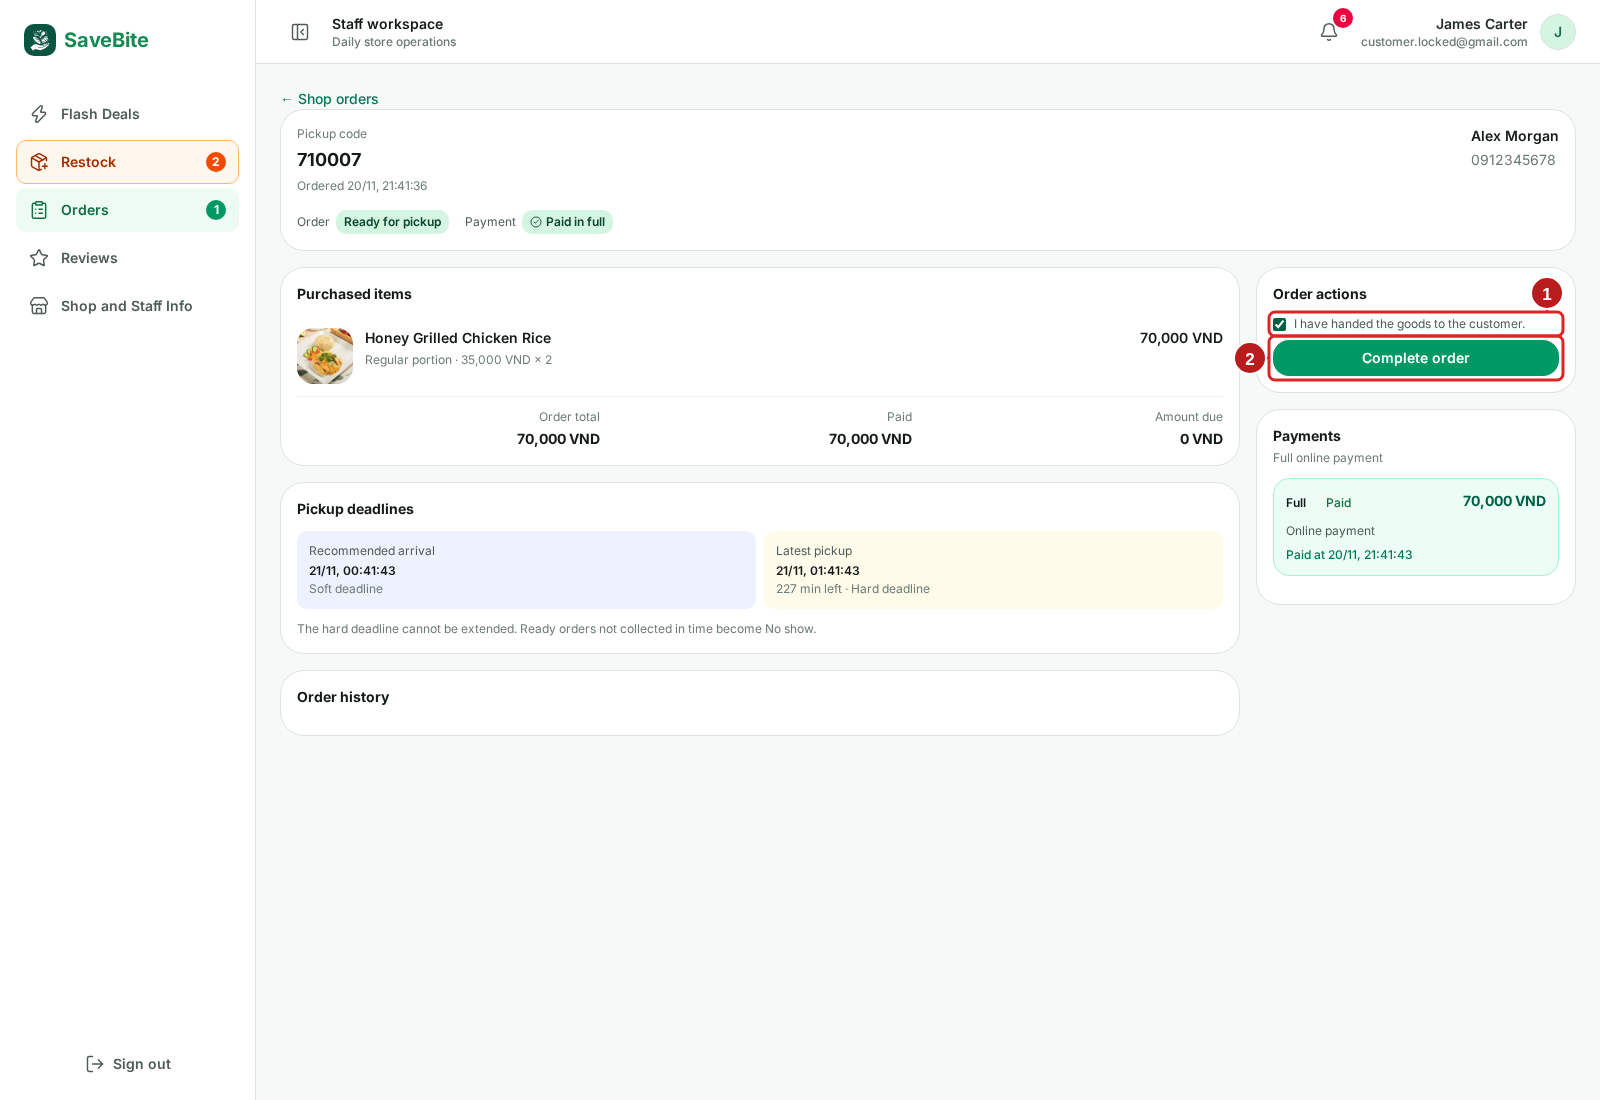 SaveBite
Flash Deals
Restock 2
Orders 1
Reviews
Shop and Staff Info
Sign out
Staff workspace
Daily store operations
6
James Carter
customer.locked@gmail.com
J
← Shop orders
Pickup code
710007
Ordered 20/11, 21:41:36
Order Ready for pickup Payment Paid in full
Alex Morgan
0912345678
Purchased items
Honey Grilled Chicken Rice 70,000 VND
Regular portion · 35,000 VND × 2
Order total Paid Amount due
70,000 VND 70,000 VND 0 VND
Pickup deadlines
Recommended arrival
21/11, 00:41:43
Soft deadline
Latest pickup
21/11, 01:41:43
227 min left · Hard deadline
The hard deadline cannot be extended. Ready orders not collected in time become No show.
Order history
Order actions
1
I have handed the goods to the customer.
2
Complete order
Payments
Full online payment
Full Paid 70,000 VND
Online payment
Paid at 20/11, 21:41:43